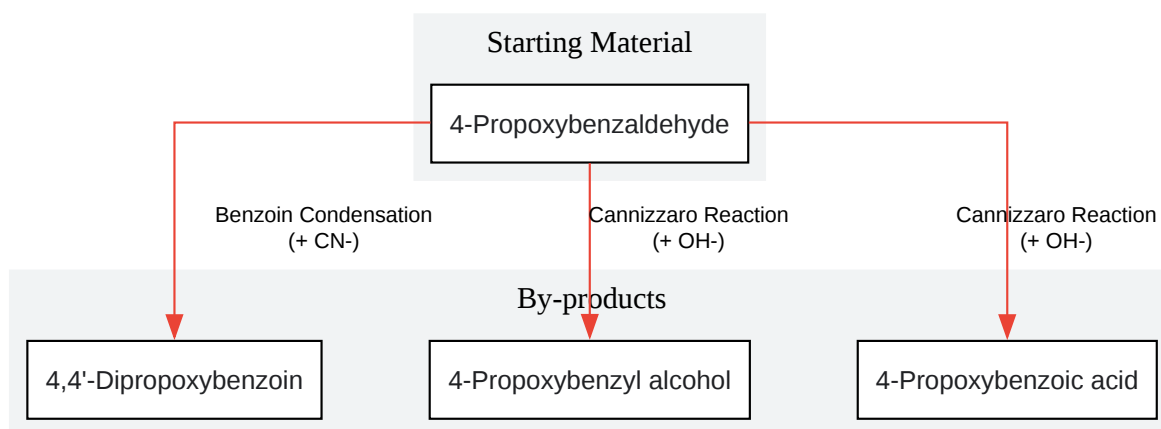 Starting Material
4-Propoxybenzaldehyde
Benzoin Condensation
(+ CN-)
Cannizzaro Reaction
(+ OH-)
Cannizzaro Reaction
(+ OH-)
By-products
4,4'-Dipropoxybenzoin
4-Propoxybenzyl alcohol
4-Propoxybenzoic acid